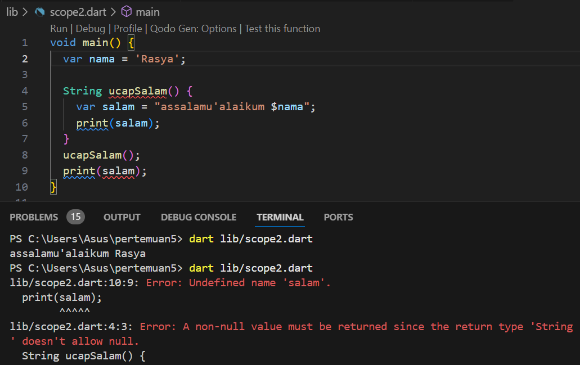 lib > scope2.dart > main
Run | Debug | Profile | Qodo Gen: Options | Test this function
1 void main() {
2 var nama = 'Rasya';
3
4 String ucapSalam() {
5 var salam = "assalamu'alaikum $nama";
6 print(salam);
7 }
8 ucapSalam();
9 print(salam);
10 }
PROBLEMS 15 OUTPUT DEBUG CONSOLE TERMINAL PORTS
PS C:\Users\Asus\pertemuan5> dart lib/scope2.dart
assalamu'alaikum Rasya
PS C:\Users\Asus\pertemuan5> dart lib/scope2.dart
lib/scope2.dart:10:9: Error: Undefined name 'salam'.
print(salam);
^^^^^
lib/scope2.dart:4:3: Error: A non-null value must be returned since the return type 'String
' doesn't allow null.
String ucapSalam() {